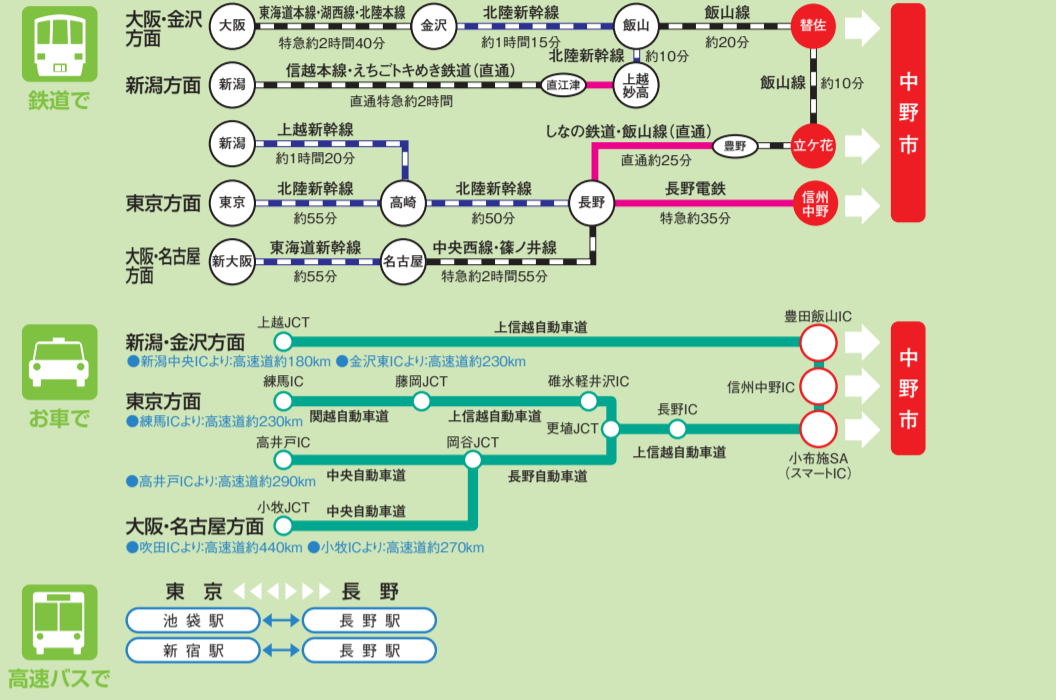 鉄道で
大阪・金沢
方面
大阪
東海道本線・湖西線・北陸本線
特急約2時間40分
金沢
北陸新幹線
約1時間15分
飯山
飯山線
約20分
替佐
北陸新幹線
約10分
飯山線
約10分
新潟方面
新潟
信越本線・えちごトキめき鉄道(直通)
直通特急約2時間
直江津
上越
妙高
新潟
上越新幹線
約1時間20分
しなの鉄道・飯山線(直通)
直通約25分
豊野
立ケ花
東京方面
東京
北陸新幹線
約55分
高崎
北陸新幹線
約50分
長野
長野電鉄
特急約35分
信州
中野
大阪・名古屋
方面
新大阪
東海道新幹線
約55分
名古屋
中央西線・篠ノ井線
特急約2時間55分
中野市
お車で
新潟・金沢方面
上越JCT
上信越自動車道
豊田飯山IC
●新潟中央ICより:高速道約180km ●金沢東ICより:高速道約230km
東京方面
練馬IC
藤岡JCT
碓氷軽井沢IC
信州中野IC
関越自動車道
上信越自動車道
●練馬ICより:高速道約230km
更埴JCT
長野IC
上信越自動車道
小布施SA
(スマートIC)
高井戸IC
岡谷JCT
中央自動車道
長野自動車道
●高井戸ICより:高速道約290km
大阪・名古屋方面
小牧JCT
中央自動車道
●吹田ICより:高速道約440km ●小牧ICより:高速道約270km
中野市
高速バスで
東京 長野
池袋駅 長野駅
新宿駅 長野駅